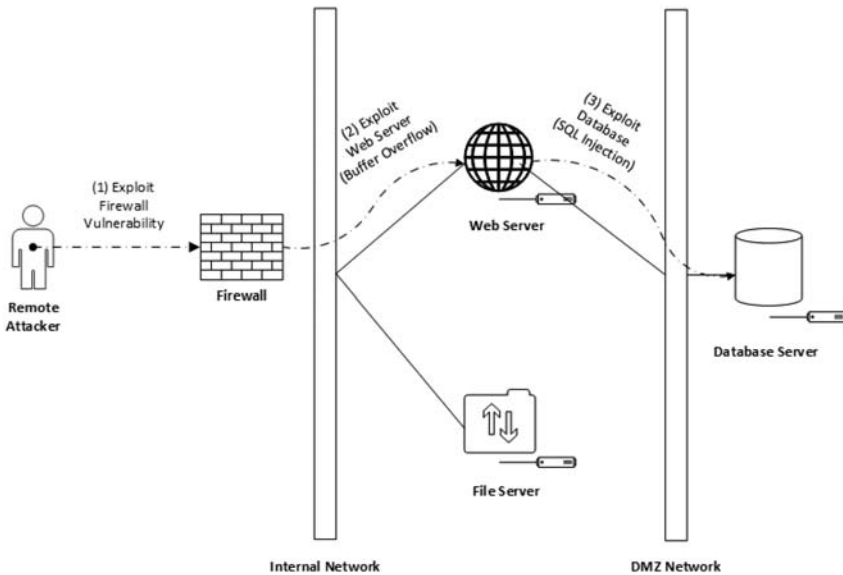 (1) Exploit
Firewall
Vulnerability
Remote
Attacker
Firewall
(2) Exploit
Web Server
(Buffer Overflow)
Web Server
(3) Exploit
Database
(SQL Injection)
Database Server
File Server
Internal Network
DMZ Network